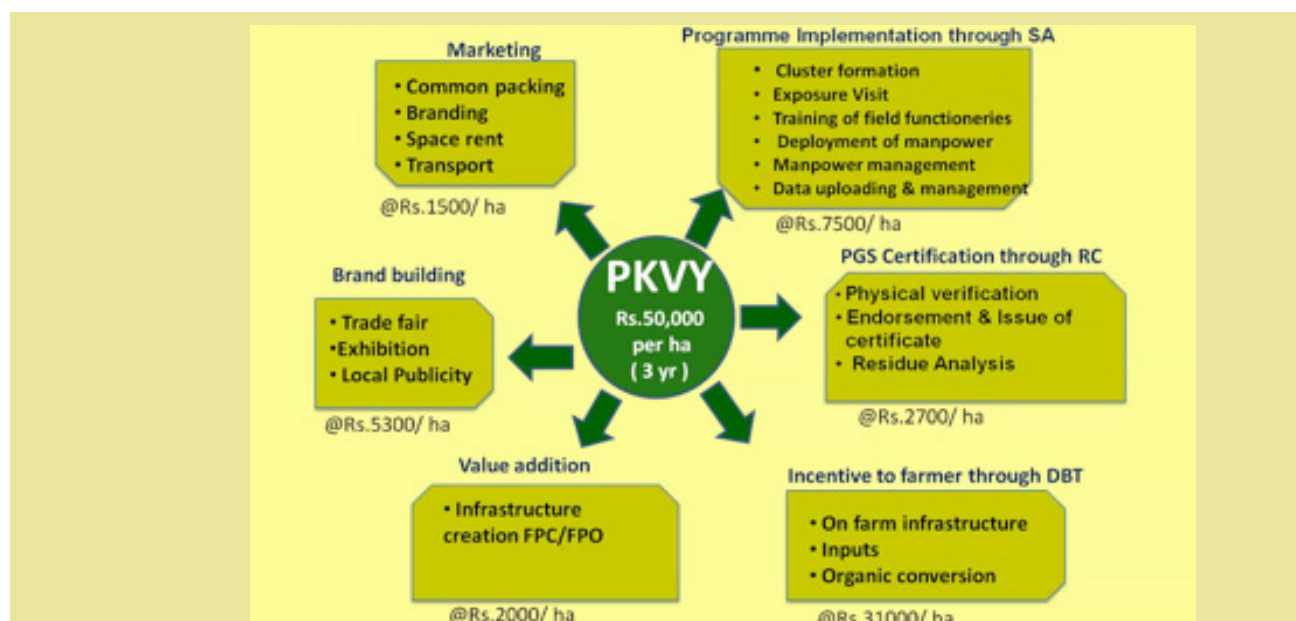 Marketing
• Common packing
• Branding
• Space rent
• Transport
@Rs.1500/ ha
Programme Implementation through SA
• Cluster formation
• Exposure Visit
• Training of field functioneries
• Deployment of manpower
• Manpower management
• Data uploading & management
@Rs.7500/ ha
Brand building
• Trade fair
•Exhibition
• Local Publicity
@Rs.5300/ ha
PKVY
Rs.50,000
per ha
( 3 yr )
PGS Certification through RC
• Physical verification
• Endorsement & Issue of
certificate
• Residue Analysis
@Rs.2700/ ha
Value addition
• Infrastructure
creation FPC/FPO
@Rs.2000/ ha
Incentive to farmer through DBT
• On farm infrastructure
• Inputs
• Organic conversion
@Rs.31000/ ha